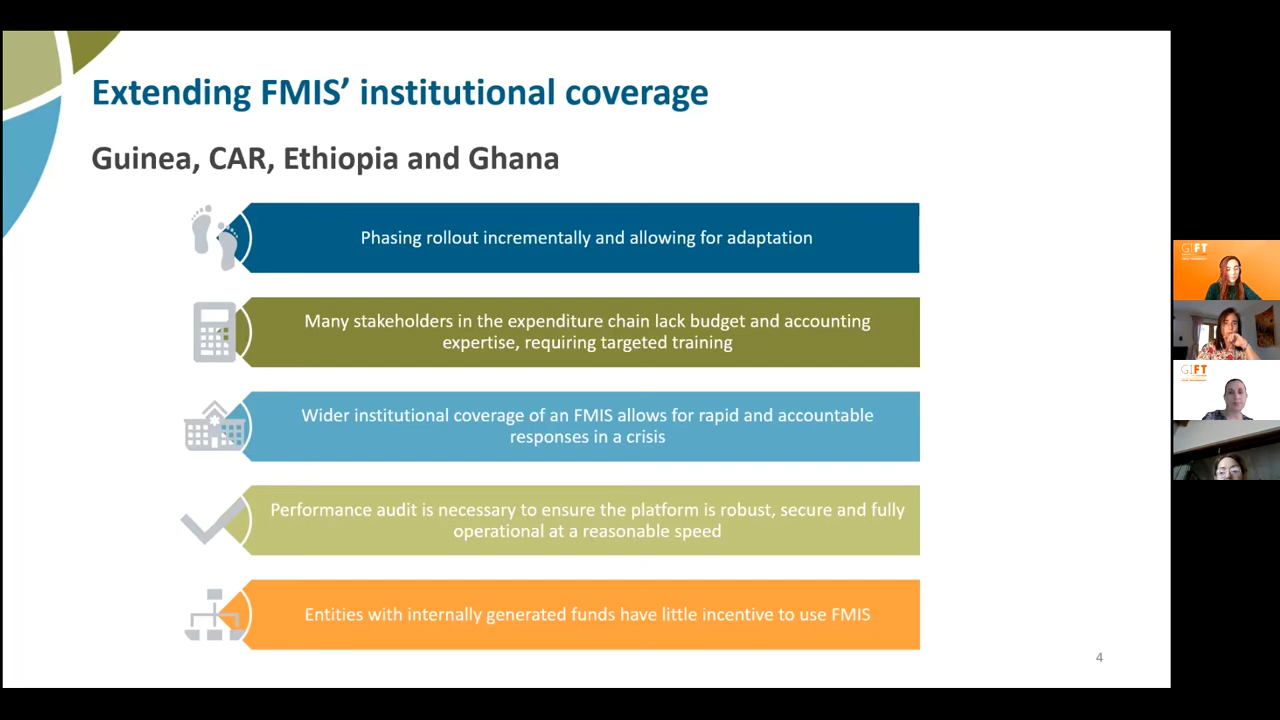 Extending FMIS’ institutional coverage
Guinea, CAR, Ethiopia and Ghana
Phasing rollout incrementally and allowing for adaptation
Many stakeholders in the expenditure chain lack budget and accounting
expertise, requiring targeted training
Wider institutional coverage of an FMIS allows for rapid and accountable
responses in a crisis
Performance audit is necessary to ensure the platform is robust, secure and fully
operational at a reasonable speed
Entities with internally generated funds have little incentive to use FMIS
4
GIFT
GIFT